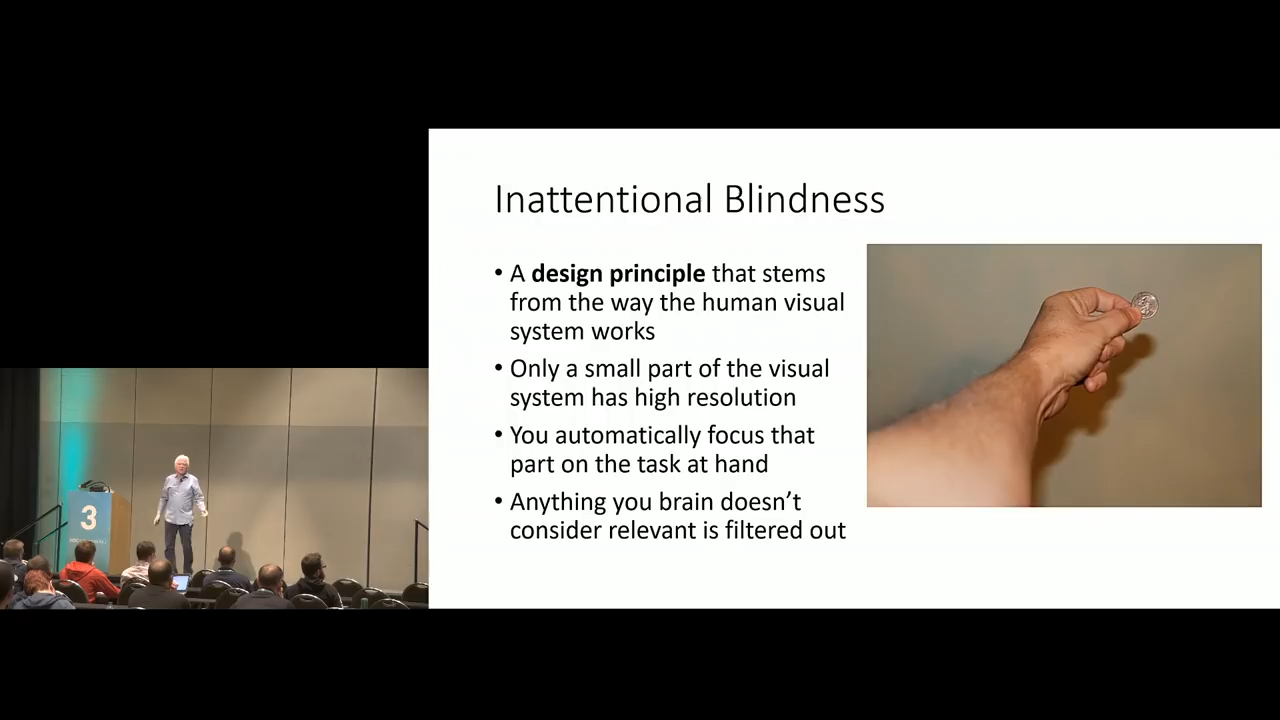 Inattentional Blindness
• A design principle that stems
from the way the human visual
system works
• Only a small part of the visual
system has high resolution
• You automatically focus that
part on the task at hand
• Anything you brain doesn’t
consider relevant is filtered out
3